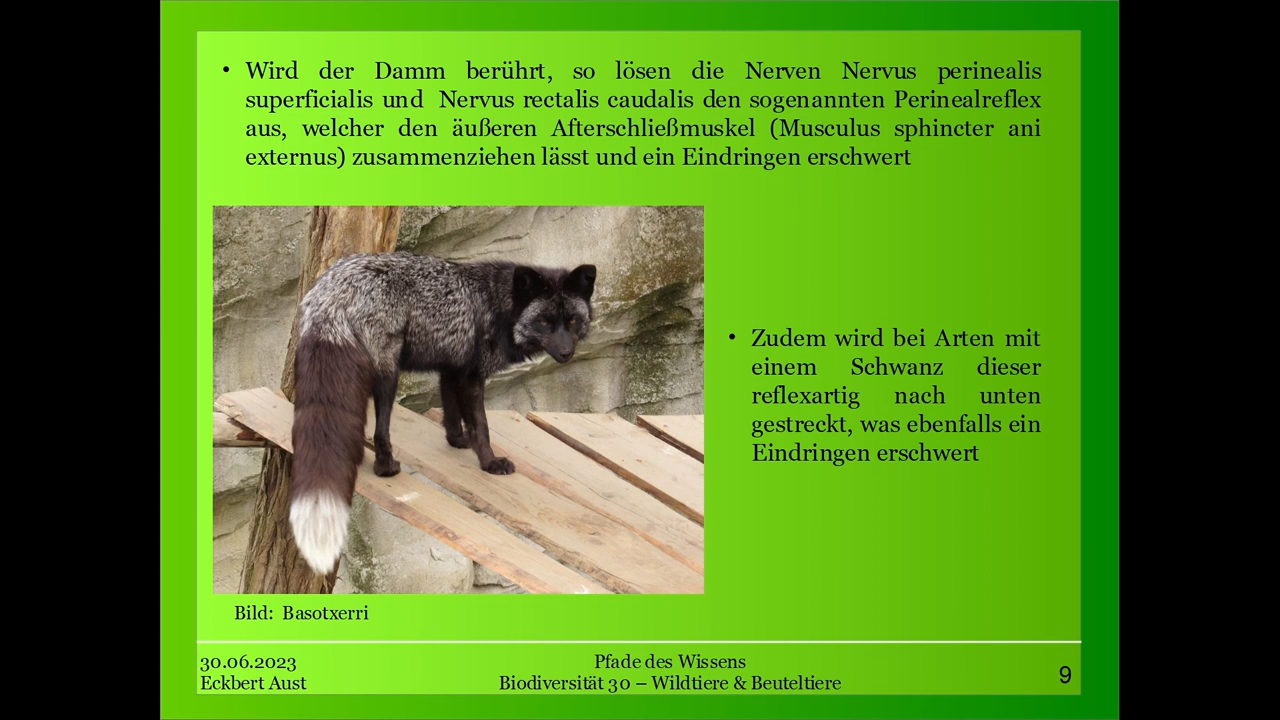 • Wird der Damm berührt, so lösen die Nerven Nervus perinealis
superficialis und Nervus rectalis caudalis den sogenannten Perinealreflex
aus, welcher den äußeren Afterschließmuskel (Musculus sphincter ani
externus) zusammenziehen lässt und ein Eindringen erschwert
• Zudem wird bei Arten mit
einem Schwanz dieser
reflexartig nach unten
gestreckt, was ebenfalls ein
Eindringen erschwert
Bild: Basotxerri
30.06.2023
Eckbert Aust
Pfade des Wissens
Biodiversität 30 – Wildtiere & Beuteltiere
9